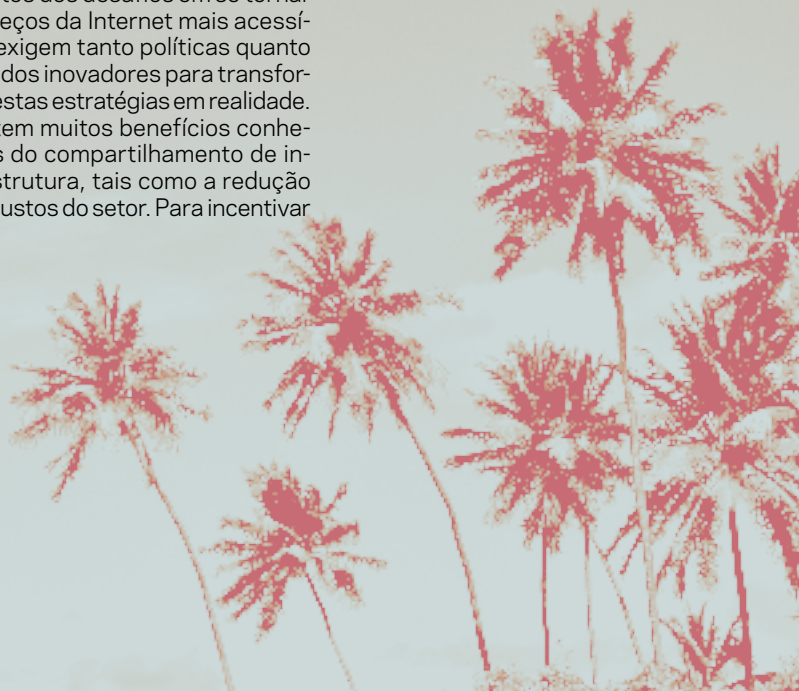 eços da Internet mais acessí-
exigem tanto políticas quanto
dos inovadores para transfor-
estas estratégias em realidade.
tem muitos benefícios conhe-
s do compartilhamento de in-
strutura, tais como a redução
ustos do setor. Para incentivar